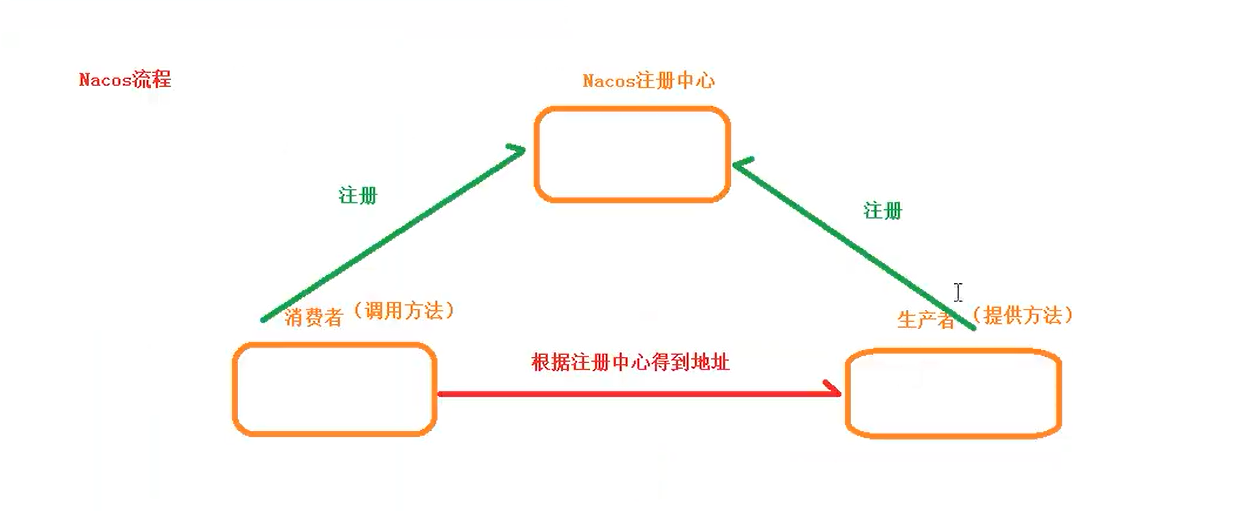 Nacos流程
Nacos注册中心
注册
注册
消费者（调用方法）
生产者（提供方法）
根据注册中心得到地址